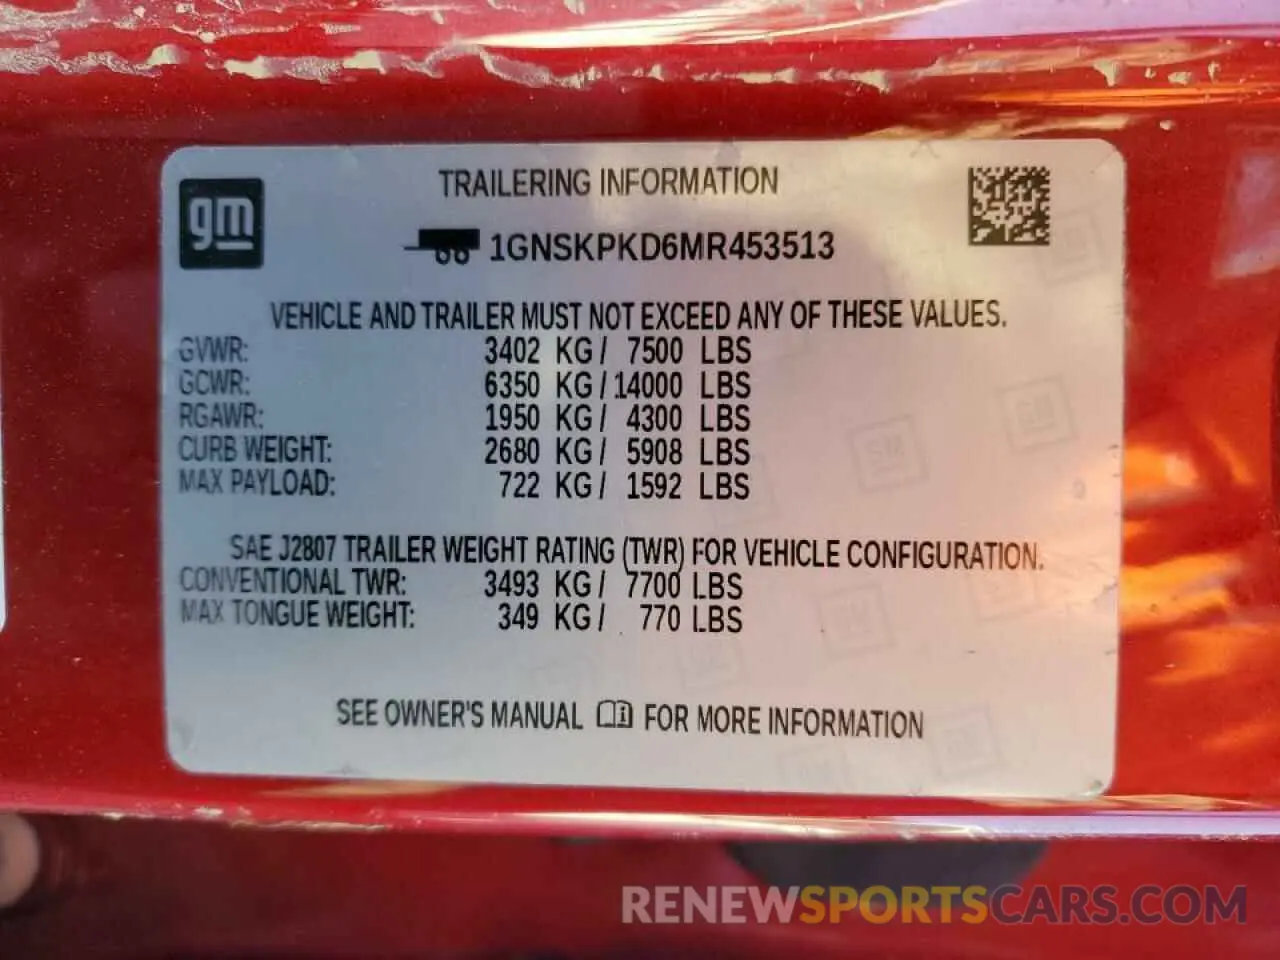 TRAILERING INFORMATION
gm
1GNSKPKD6MR453513
VEHICLE AND TRAILER MUST NOT EXCEED ANY OF THESE VALUES.
GVWR: 3402 KG / 7500 LBS
GCWR: 6350 KG / 14000 LBS
RGAWR: 1950 KG / 4300 LBS
CURB WEIGHT: 2680 KG / 5908 LBS
MAX PAYLOAD: 722 KG / 1592 LBS
SAE J2807 TRAILER WEIGHT RATING (TWR) FOR VEHICLE CONFIGURATION.
CONVENTIONAL TWR: 3493 KG / 7700 LBS
MAX TONGUE WEIGHT: 349 KG / 770 LBS
SEE OWNER'S MANUAL FOR MORE INFORMATION
RENEWSPORTSCARS.COM